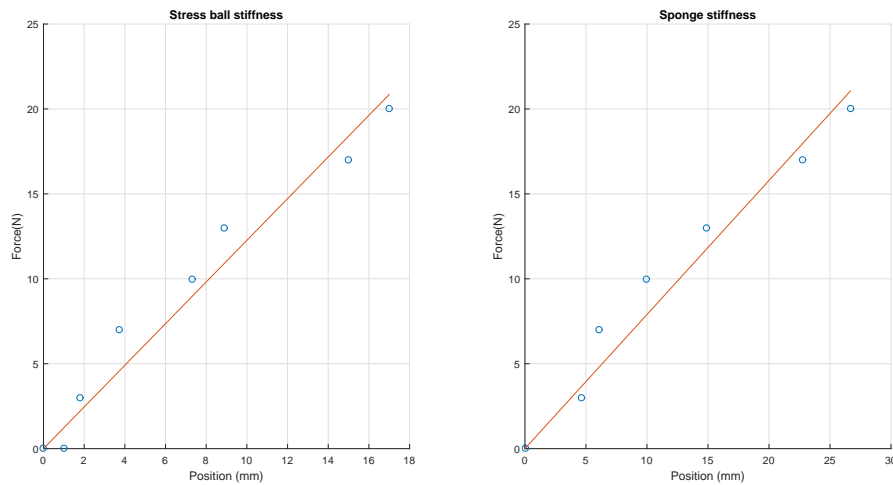 Stress ball stiffness
25
20
15
10
5
0
Force(N)
0 2 4 6 8 10 12 14 16 18
Position (mm)
Sponge stiffness
25
20
15
10
5
0
Force(N)
0 5 10 15 20 25 30
Position (mm)